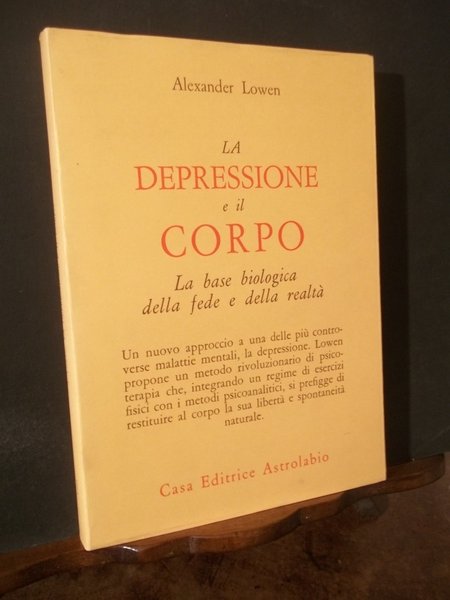 Alexander Lowen
LA
DEPRESSIONE
e il
CORPO
La base biologica
della fede e della realtà
Un nuovo approccio a una delle più contro-
verse malattie mentali, la depressione. Lowen
propone un metodo rivoluzionario di psico-
terapia che, integrando un regime di esercizi
fisici con i metodi psicoanalitici, si prefigge di
restituire al corpo la sua libertà e spontaneità
naturale.
Casa Editrice Astrolabio